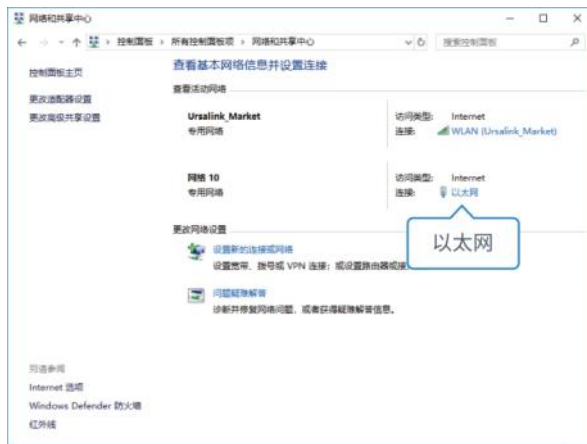 网络和共享中心
控制面板 › 所有控制面板项 › 网络和共享中心
搜索控制面板
控制面板主页
更改适配器设置
更改高级共享设置
查看基本网络信息并设置连接
查看活动网络
Ursalink_Market
专用网络
访问类型: Internet
连接: WLAN (Ursalink_Market)
网络 10
专用网络
访问类型: Internet
连接: 以太网
以太网
更改网络设置
设置新的连接或网络
设置宽带、拨号或 VPN 连接；或设置路由器或接
问题疑难解答
诊断并修复网络问题，或者获得疑难解答信息。
另请参阅
Internet 选项
Windows Defender 防火墙
红外线